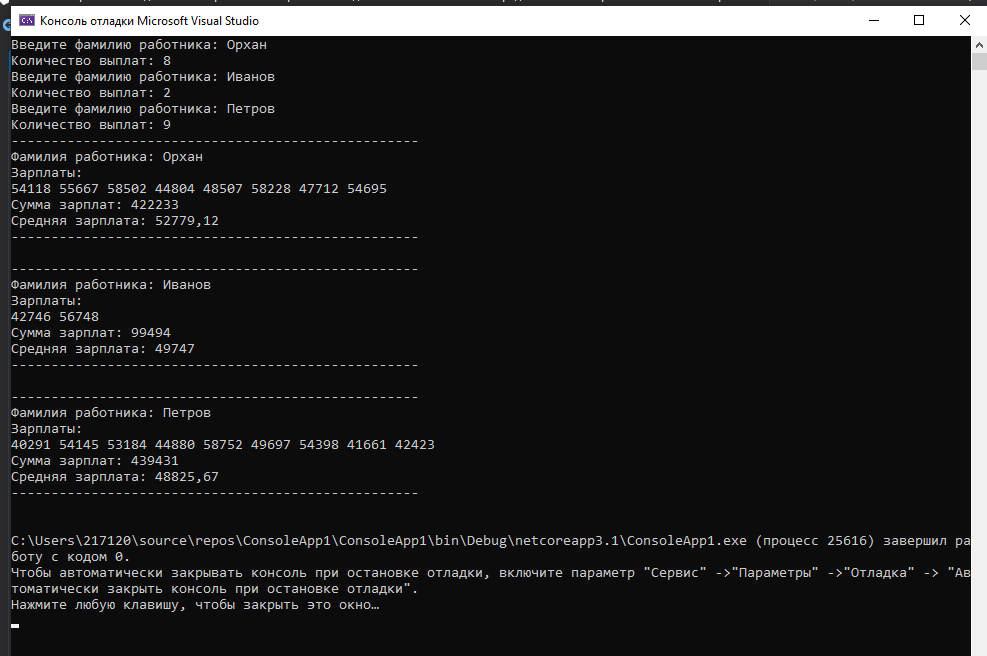 Консоль отладки Microsoft Visual Studio
Введите фамилию работника: Орхан
Количество выплат: 8
Введите фамилию работника: Иванов
Количество выплат: 2
Введите фамилию работника: Петров
Количество выплат: 9
---------------------------------------------------
Фамилия работника: Орхан
Зарплаты:
54118 55667 58502 44804 48507 58228 47712 54695
Сумма зарплат: 422233
Средняя зарплата: 52779,12
---------------------------------------------------
---------------------------------------------------
Фамилия работника: Иванов
Зарплаты:
42746 56748
Сумма зарплат: 99494
Средняя зарплата: 49747
---------------------------------------------------
---------------------------------------------------
Фамилия работника: Петров
Зарплаты:
40291 54145 53184 44880 58752 49697 54398 41661 42423
Сумма зарплат: 439431
Средняя зарплата: 48825,67
---------------------------------------------------
C:\Users\217120\source\repos\ConsoleApp1\ConsoleApp1\bin\Debug\netcoreapp3.1\ConsoleApp1.exe (процесс 25616) завершил ра
боту с кодом 0.
Чтобы автоматически закрывать консоль при остановке отладки, включите параметр "Сервис" ->"Параметры" ->"Отладка" -> "Ав
томатически закрыть консоль при остановке отладки".
Нажмите любую клавишу, чтобы закрыть это окно…